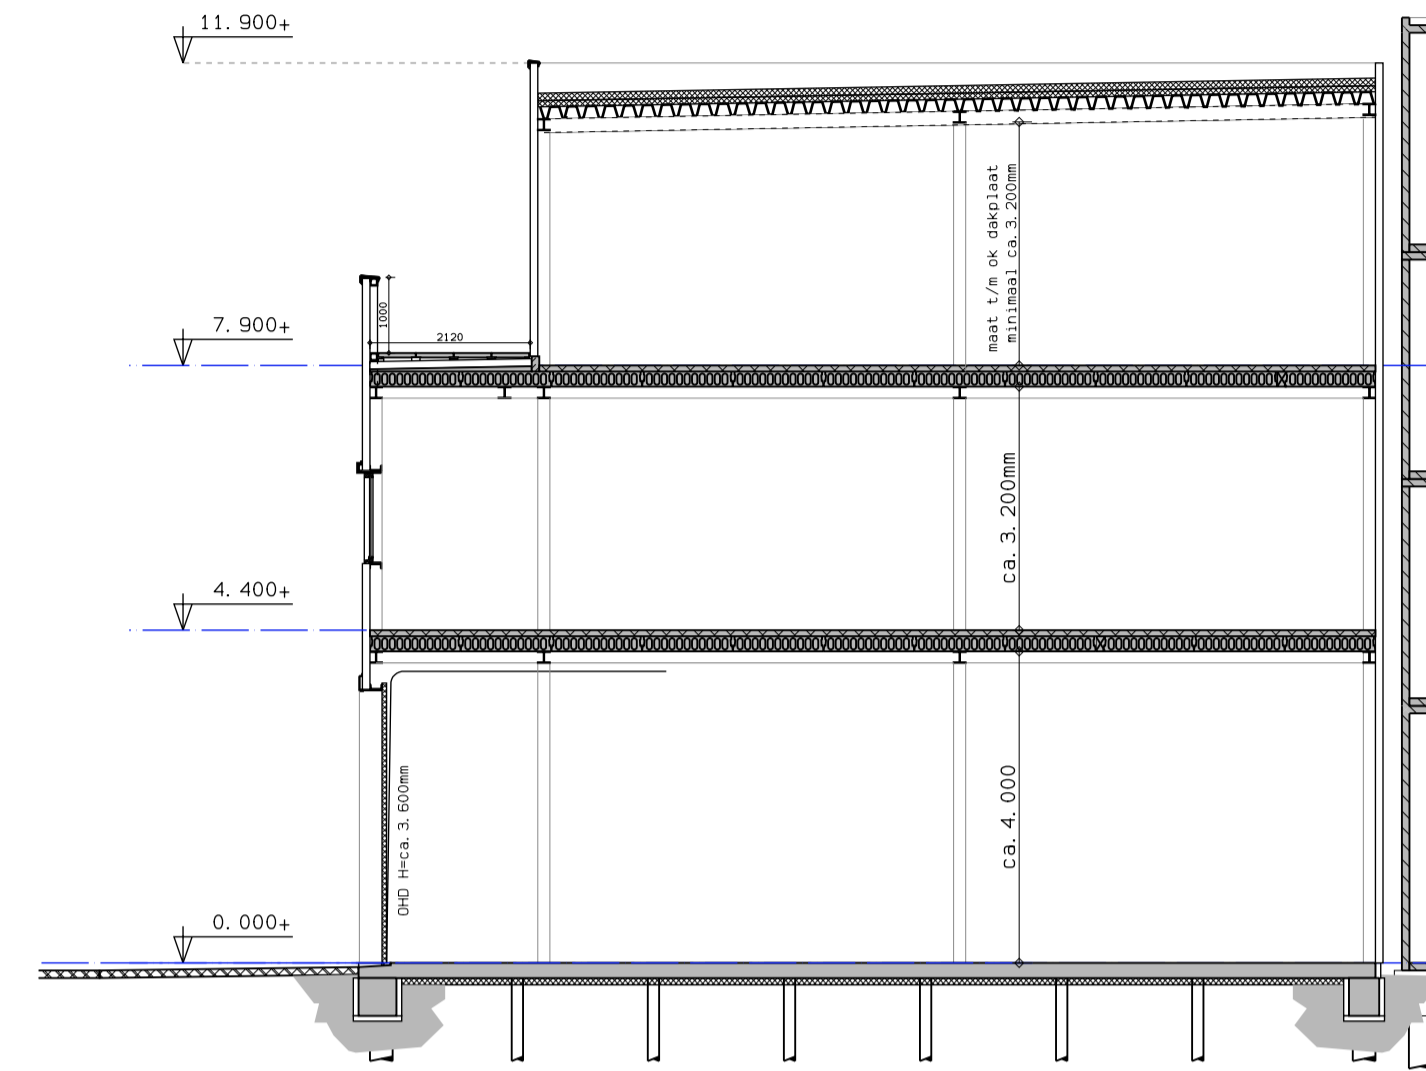 11.900+
maat t/m ok dakplaat
minimaal ca. 3.200mm
1000
7.900+
2120
ca. 3.200mm
4.400+
OHD H=ca. 3.600mm
ca. 4.000
0.000+